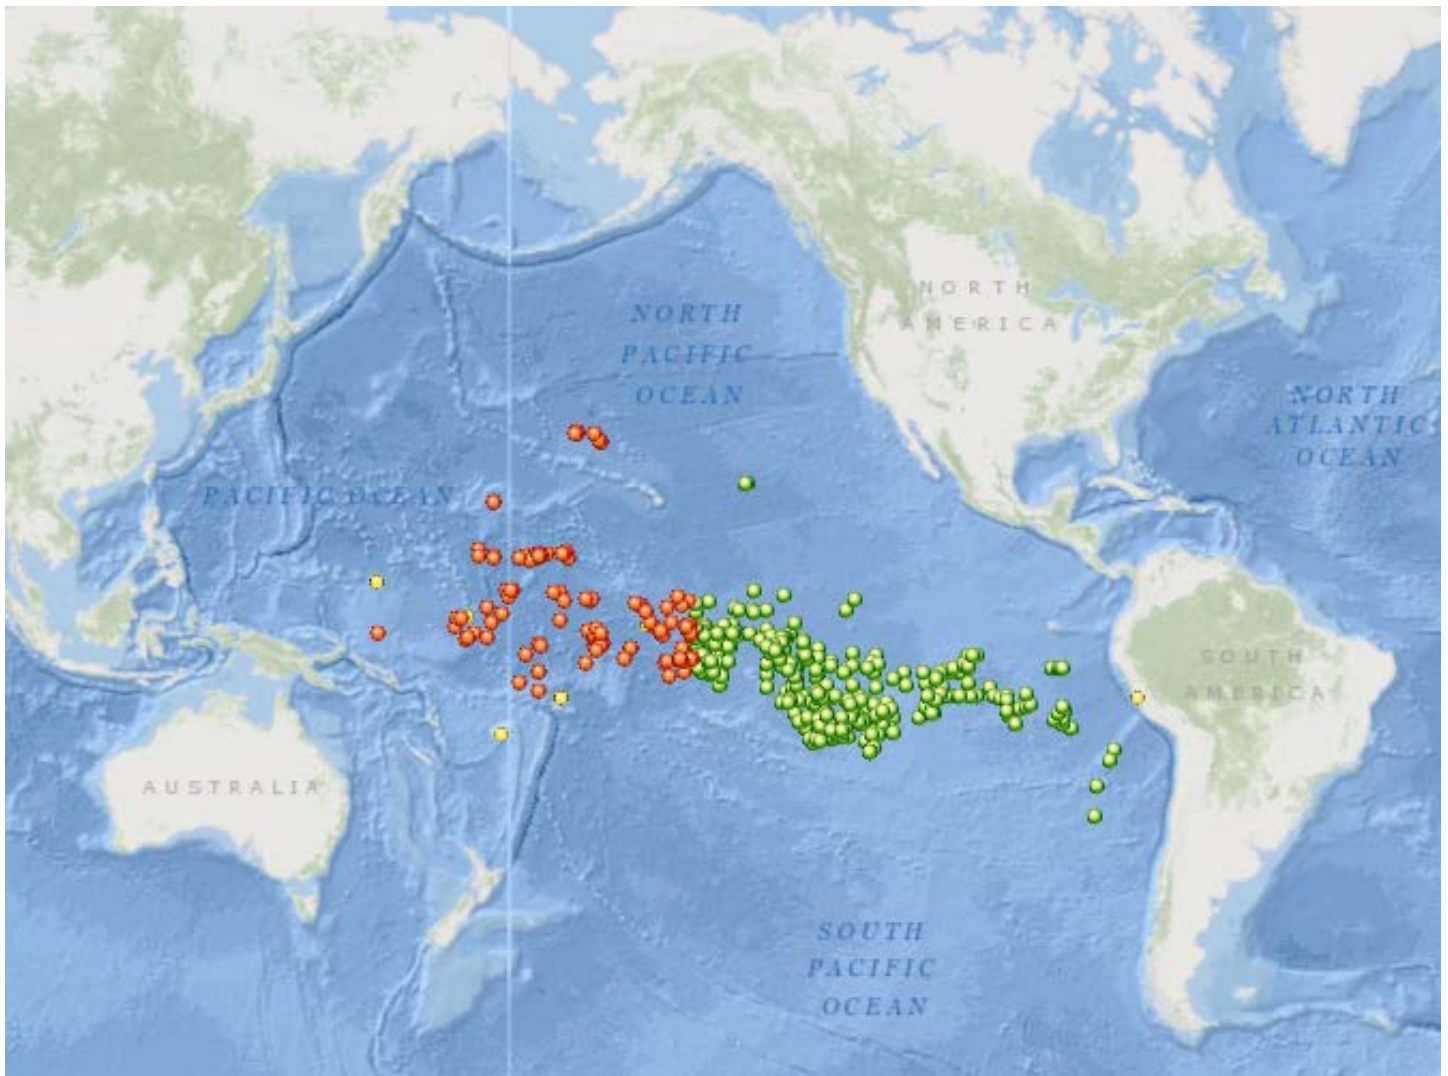 NORTH
AMERICA
NORTH
PACIFIC
OCEAN
NORTH
ATLANTIC
OCEAN
PACIFIC OCEAN
SOUTH
AMERICA
AUSTRALIA
SOUTH
PACIFIC
OCEAN